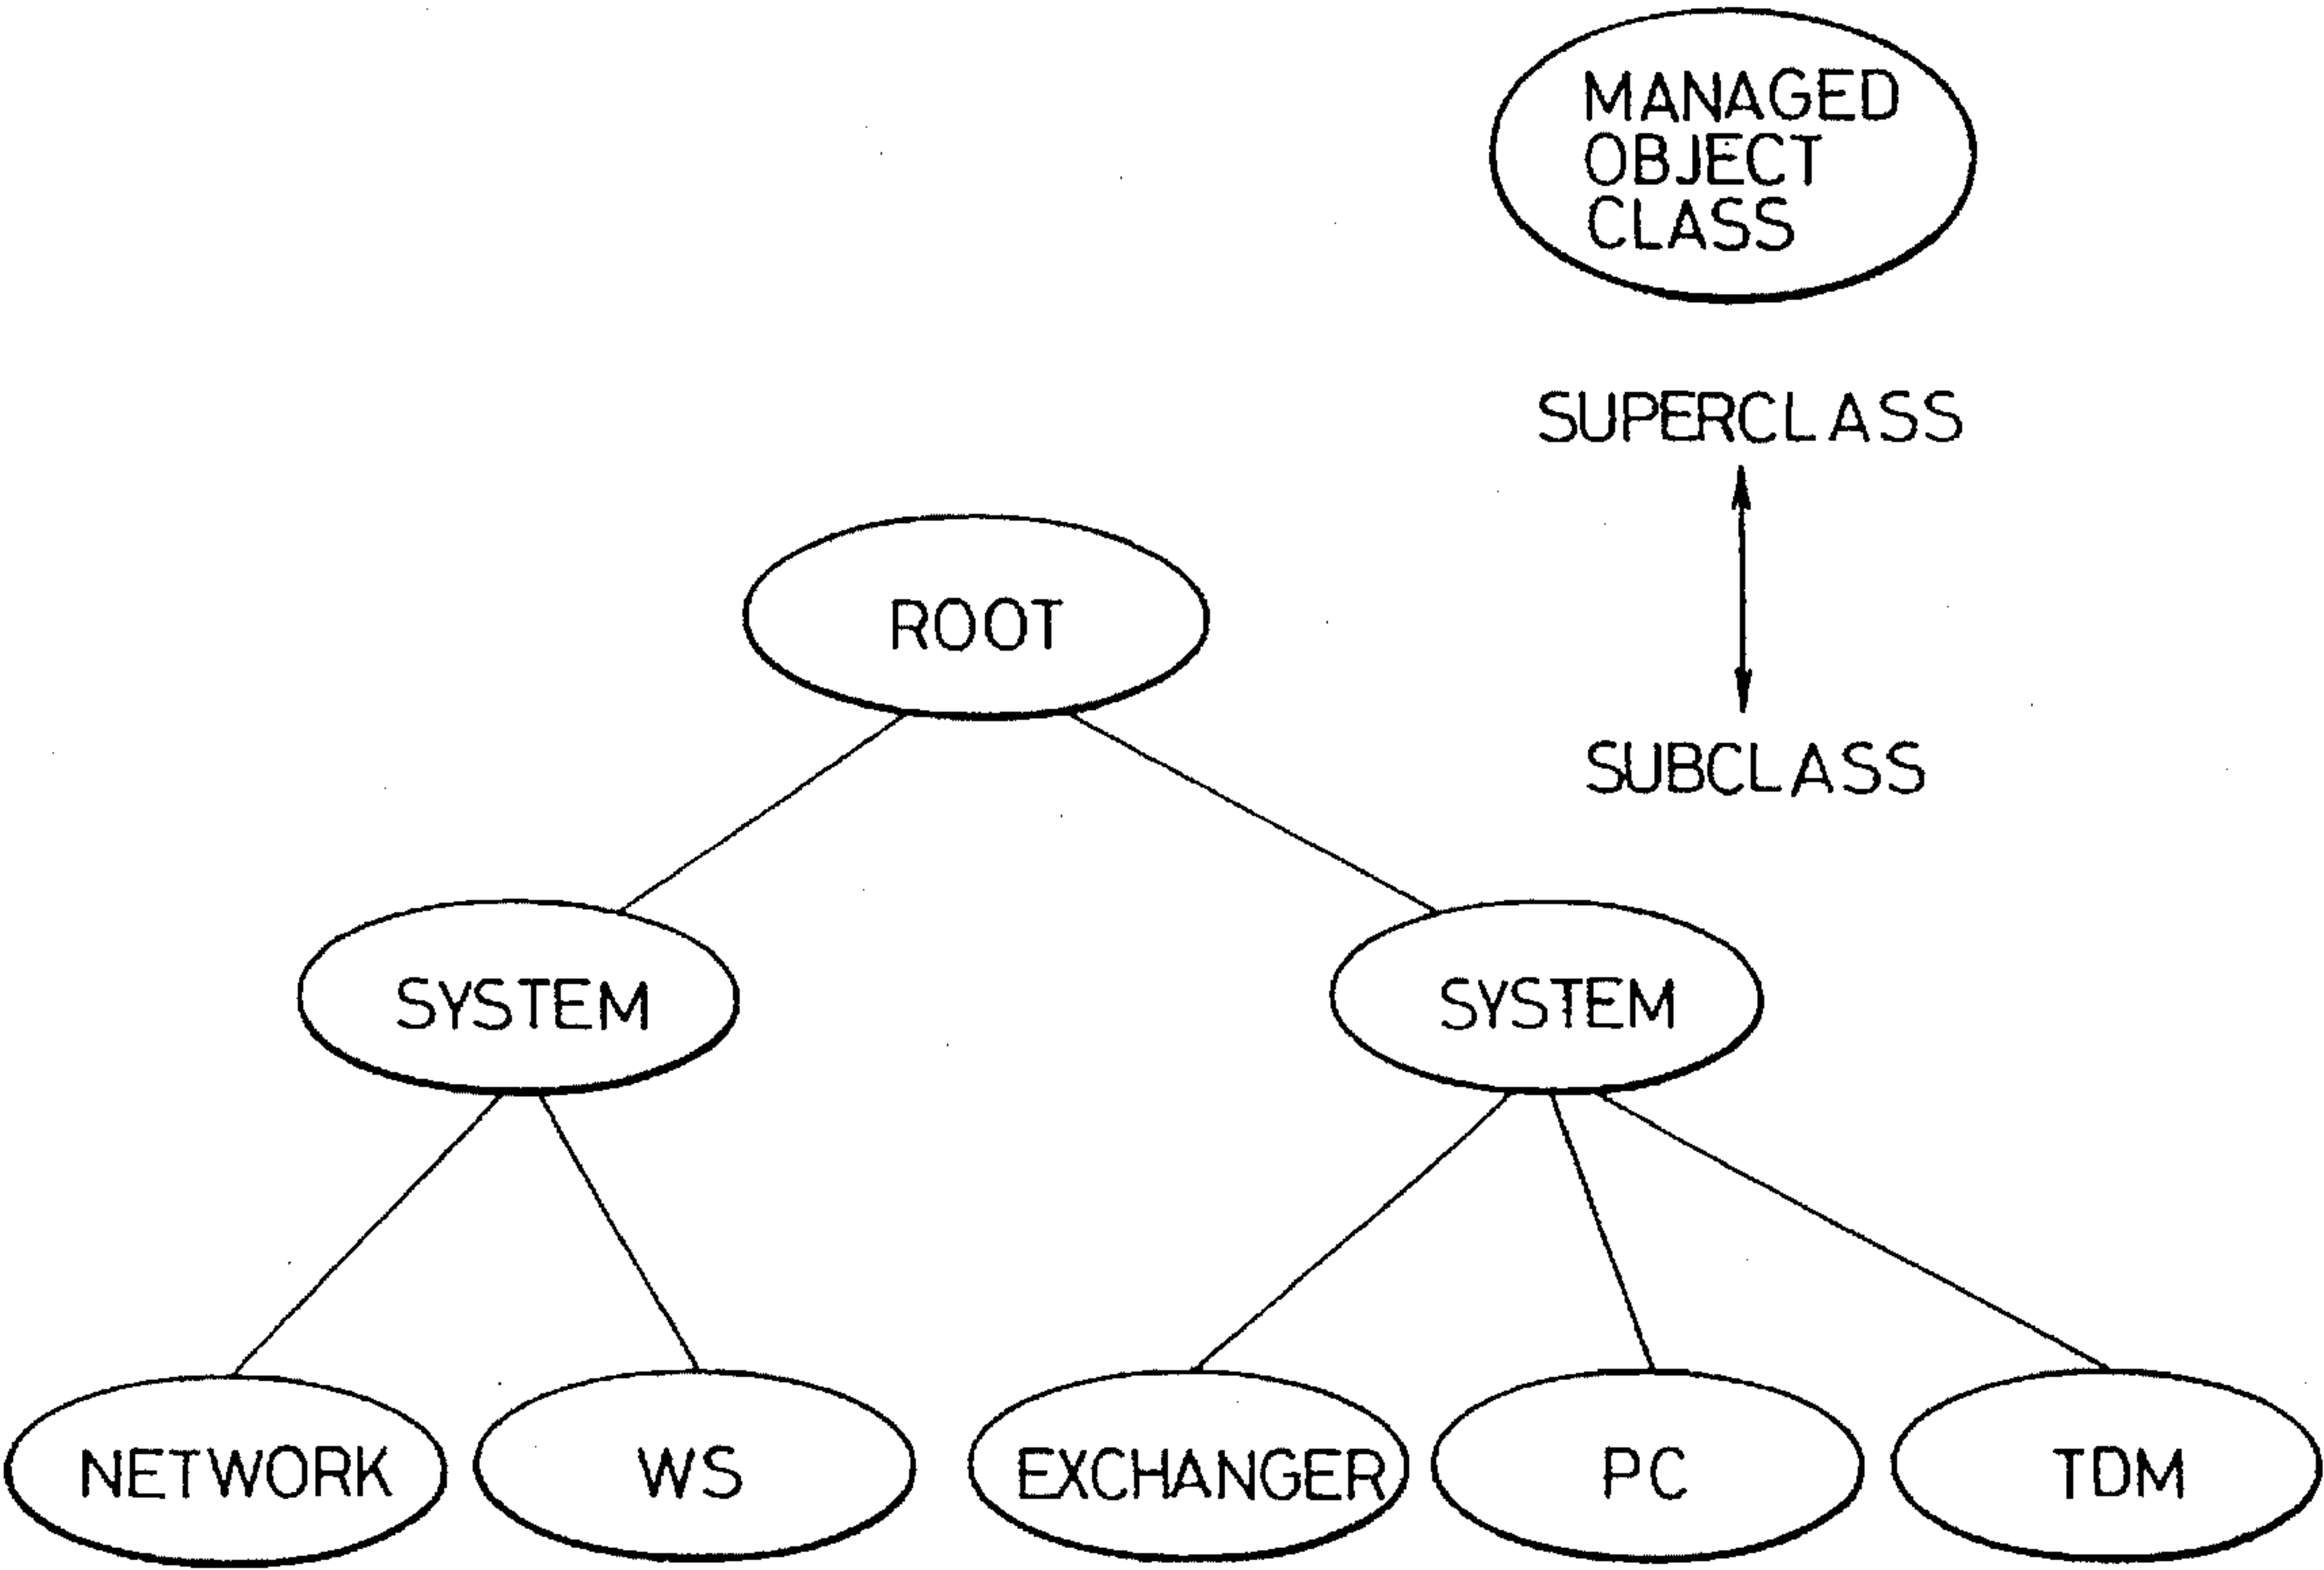 MANAGED
OBJECT
CLASS
SUPERCLASS
SUBCLASS
ROOT
SYSTEM
SYSTEM
NETWORK
WS
EXCHANGER
PC
TDM